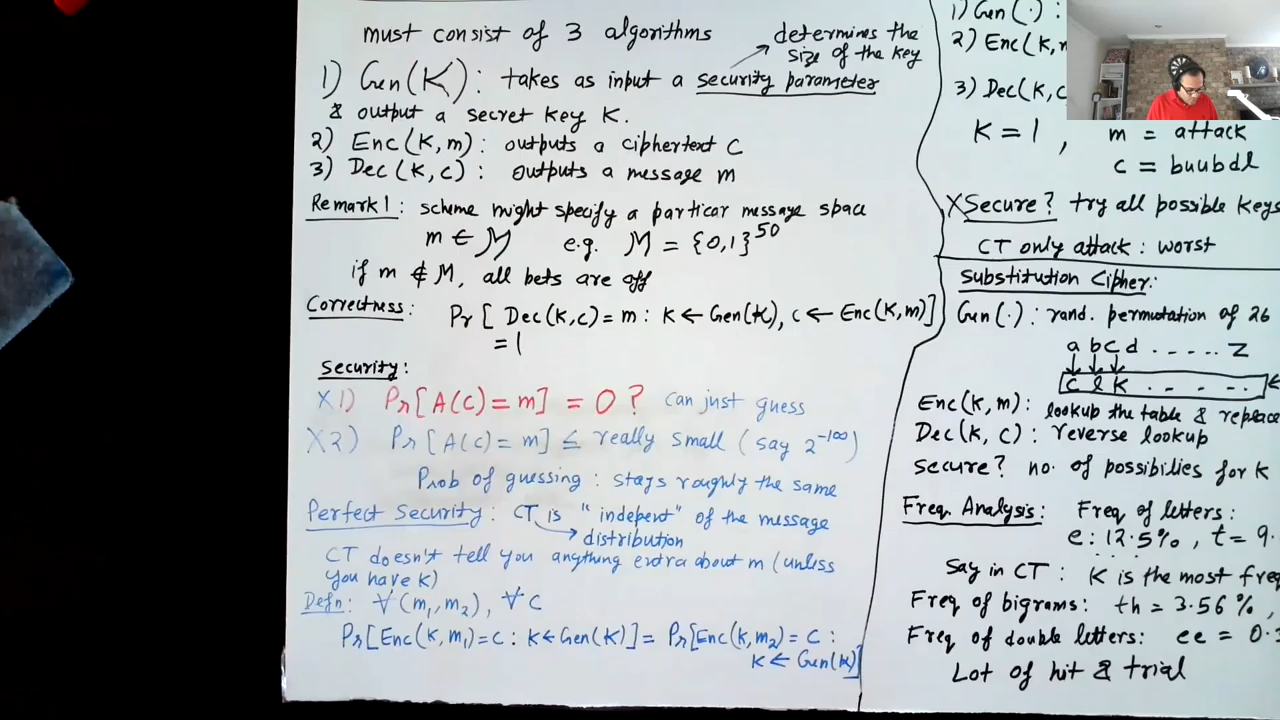 must consist of 3 algorithms
determines the
size of the key
1) Gen(K): takes as input a security parameter
& output a secret key K.
2) Enc(K,m): outputs a ciphertext C
3) Dec(K,c): outputs a message m
Remark 1: scheme might specify a particar message space
m ∈ M e.g. M = {0,1}^50
if m ∉ M, all bets are off
Correctness: Pr[ Dec(K,c) = m : K ← Gen(K), c ← Enc(K,m)]
= 1
Security:
X1) Pr[A(C) = m] = 0? can just guess
X2) Pr[A(C) = m] ≤ really small (say 2^-100)
Prob of guessing: stays roughly the same
Perfect Security: CT is "indepent" of the message
distribution
CT doesn't tell you anything extra about m (unless
you have K)
Defn: ∀(m1,m2), ∀C
Pr[Enc(K,m1)=C : K←Gen(K)] = Pr[Enc(K,m2)=C :
K ← Gen(K)]
1) Gen(·):
2) Enc(K,m
3) Dec(K,C
K = 1, m = attack
c = buubdl
X Secure? try all possible keys
CT only attack: worst
Substitution Cipher:
Gen(·): rand. permutation of 26
a b c d ..... z
c l k . - . . - .
Enc(K,m): lookup the table & replace
Dec(K,C): reverse lookup
secure? no. of possibilies for K
Freq. Analysis: Freq of letters:
e: 12.5%, t = 9.
....
Say in CT: K is the most freq
Freq of bigrams: th = 3.56%,
Freq of double letters: ee = 0.
Lot of hit & trial